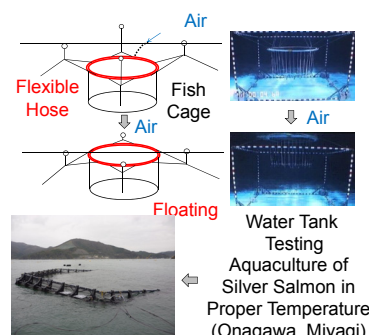 Air
Flexible
Hose
Fish
Cage
Air
Air
Floating
Water Tank
Testing
Aquaculture of
Silver Salmon in
Proper Temperature
(Onagawa, Miyagi)